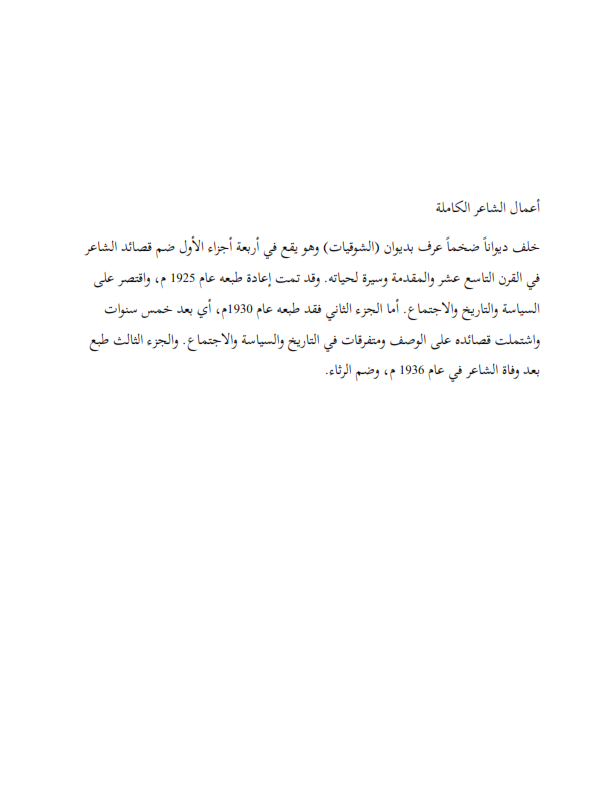 أعمال الشاعر الكاملة
خلف ديواناً ضخماً عرف بديوان (الشوقيات) وهو يقع في أربعة أجزاء الأول ضم قصائد الشاعر
في القرن التاسع عشر والمقدمة وسيرة لحياته. وقد تمت إعادة طبعه عام 1925 م، واقتصر على
السياسة والتاريخ والاجتماع. أما الجزء الثاني فقد طبعه عام 1930م، أي بعد خمس سنوات
واشتملت قصائده على الوصف ومتفرقات في التاريخ والسياسة والاجتماع. والجزء الثالث طبع
بعد وفاة الشاعر في عام 1936 م، وضم الرثاء.